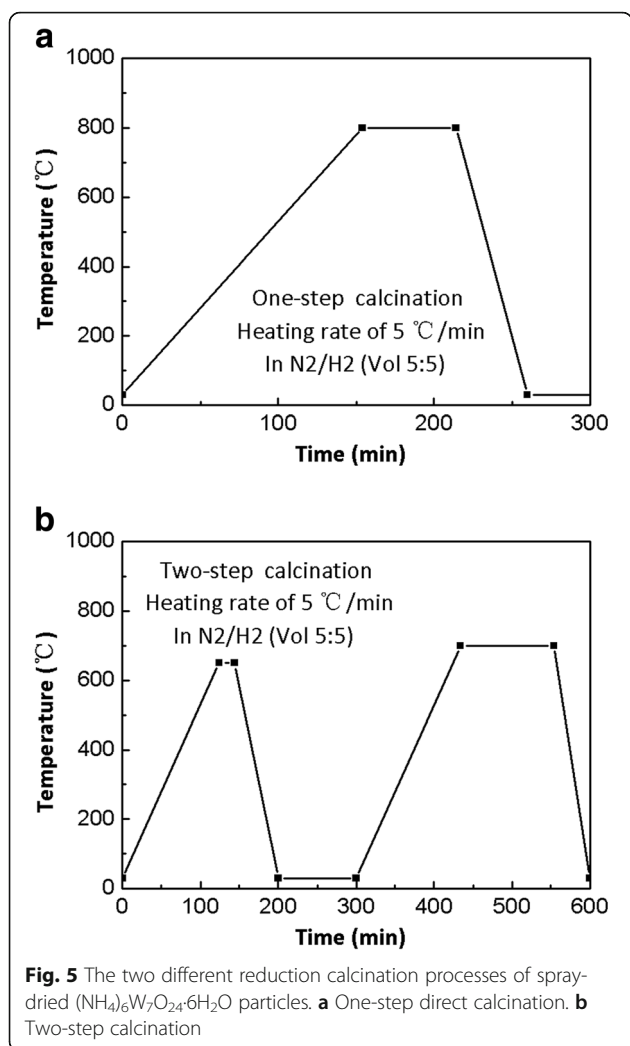 a
1000
800
600
400
200
0
Temperature (℃)
One-step calcination
Heating rate of 5 ℃/min
In N2/H2 (Vol 5:5)
0 100 200 300
Time (min)
b
1000
800
600
400
200
0
Temperature (℃)
Two-step calcination
Heating rate of 5 ℃/min
In N2/H2 (Vol 5:5)
0 100 200 300 400 500 600
Time (min)
Fig. 5 The two different reduction calcination processes of spray-
dried (NH₄)₆W₇O₂₄·6H₂O particles. a One-step direct calcination. b
Two-step calcination